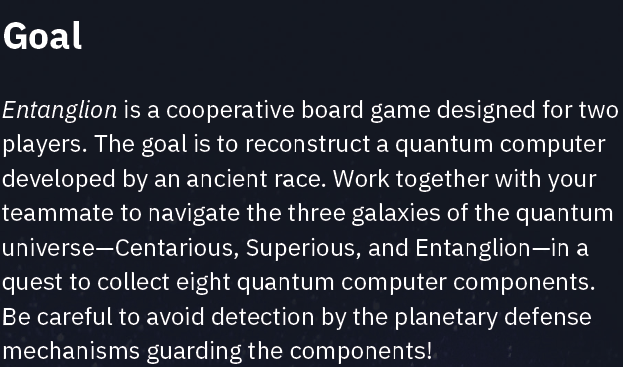 Goal
Entanglion is a cooperative board game designed for two
players. The goal is to reconstruct a quantum computer
developed by an ancient race. Work together with your
teammate to navigate the three galaxies of the quantum
universe—Centarious, Superious, and Entanglion—in a
quest to collect eight quantum computer components.
Be careful to avoid detection by the planetary defense
mechanisms guarding the components!